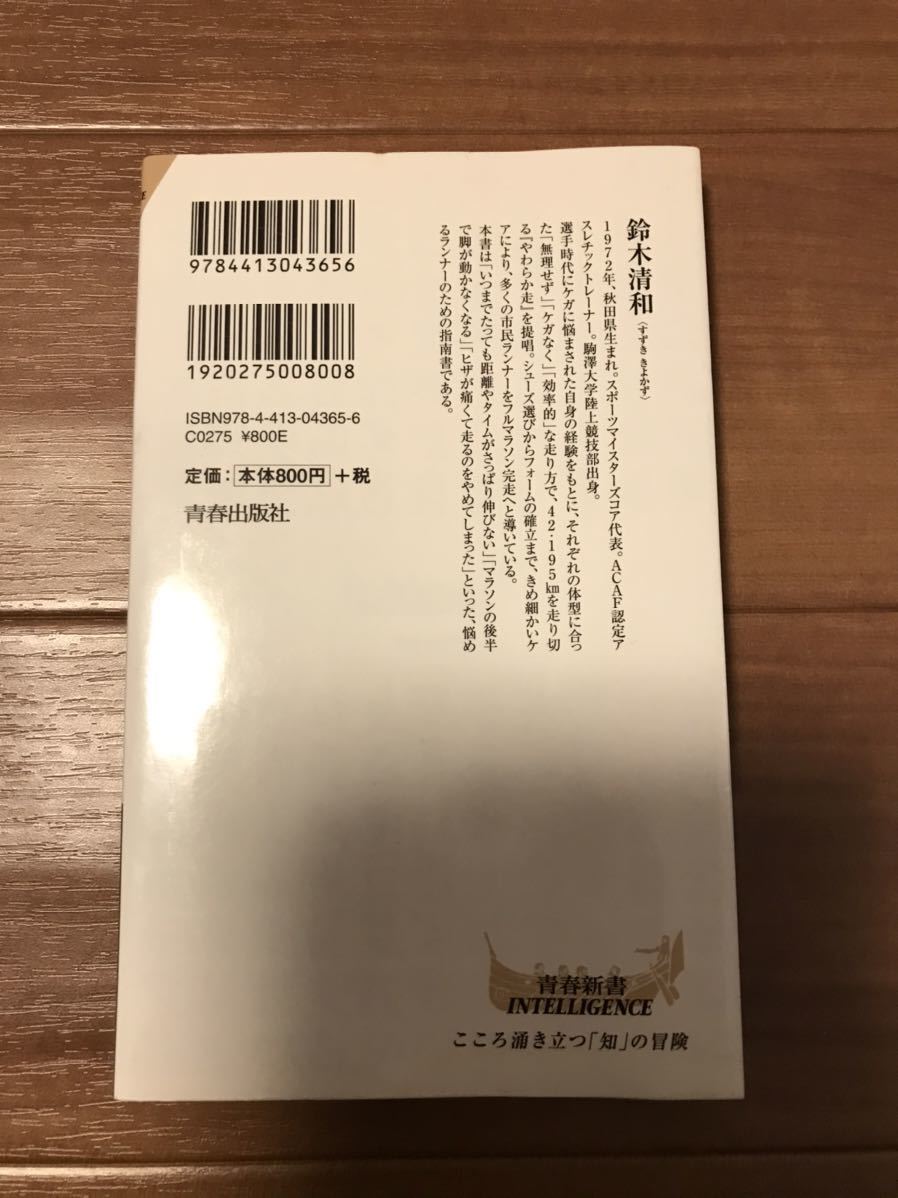 鈴木清和〈すずき きよかず〉
1972年、秋田県生まれ。スポーツマイスターズコア代表。ACAF認定ア
スレチックトレーナー。駒澤大学陸上競技部出身。
選手時代にケガに悩まされた自身の経験をもとに、それぞれの体型に合っ
た「無理せず」「ケガなく」「効率的」な走り方で、42・195㎞を走り切
る『やわらか走』を提唱。シューズ選びからフォームの確立まで、きめ細かいケ
アにより、多くの市民ランナーをフルマラソン完走へと導いている。
本書は「いつまでたっても距離やタイムがさっぱり伸びない」「マラソンの後半
で脚が動かなくなる」「ヒザが痛くて走るのをやめてしまった」といった、悩め
るランナーのための指南書である。
9784413043656
1920275008008
ISBN978-4-413-04365-6
C0275 ¥800E
定価：本体800円＋税
青春出版社
青春新書
INTELLIGENCE
こころ涌き立つ「知」の冒険